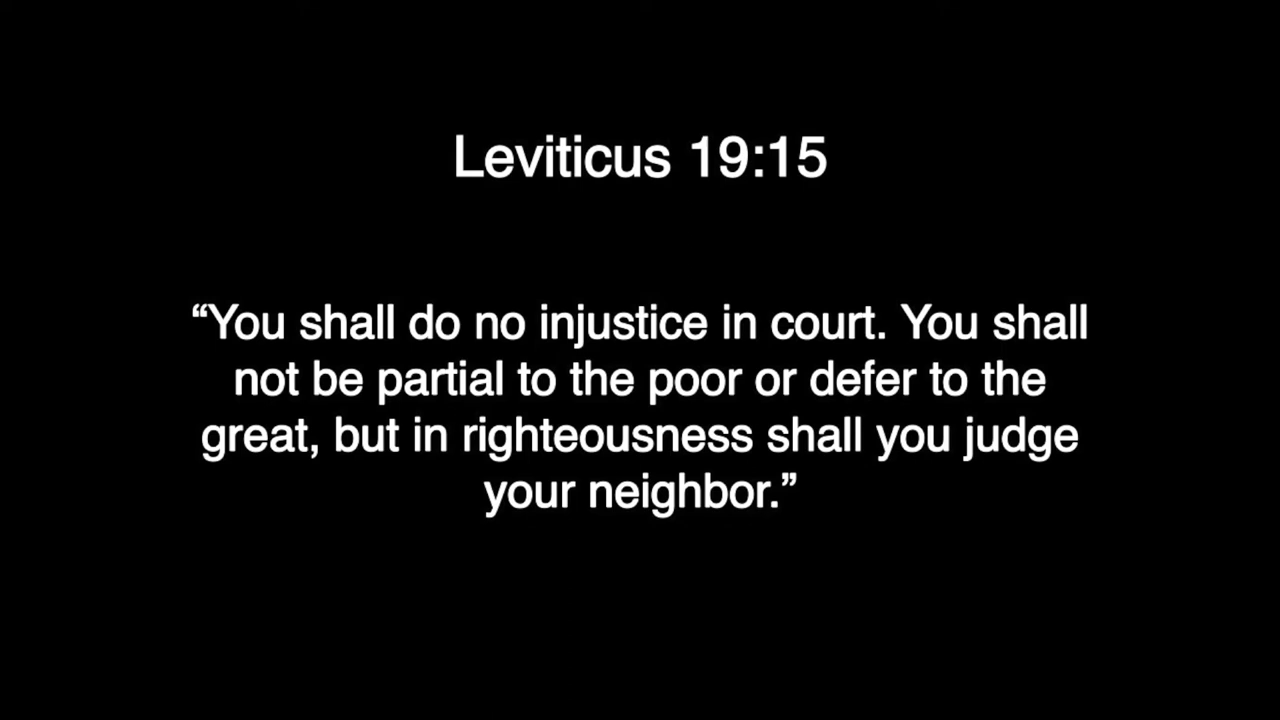 Leviticus 19:15
“You shall do no injustice in court. You shall
not be partial to the poor or defer to the
great, but in righteousness shall you judge
your neighbor.”